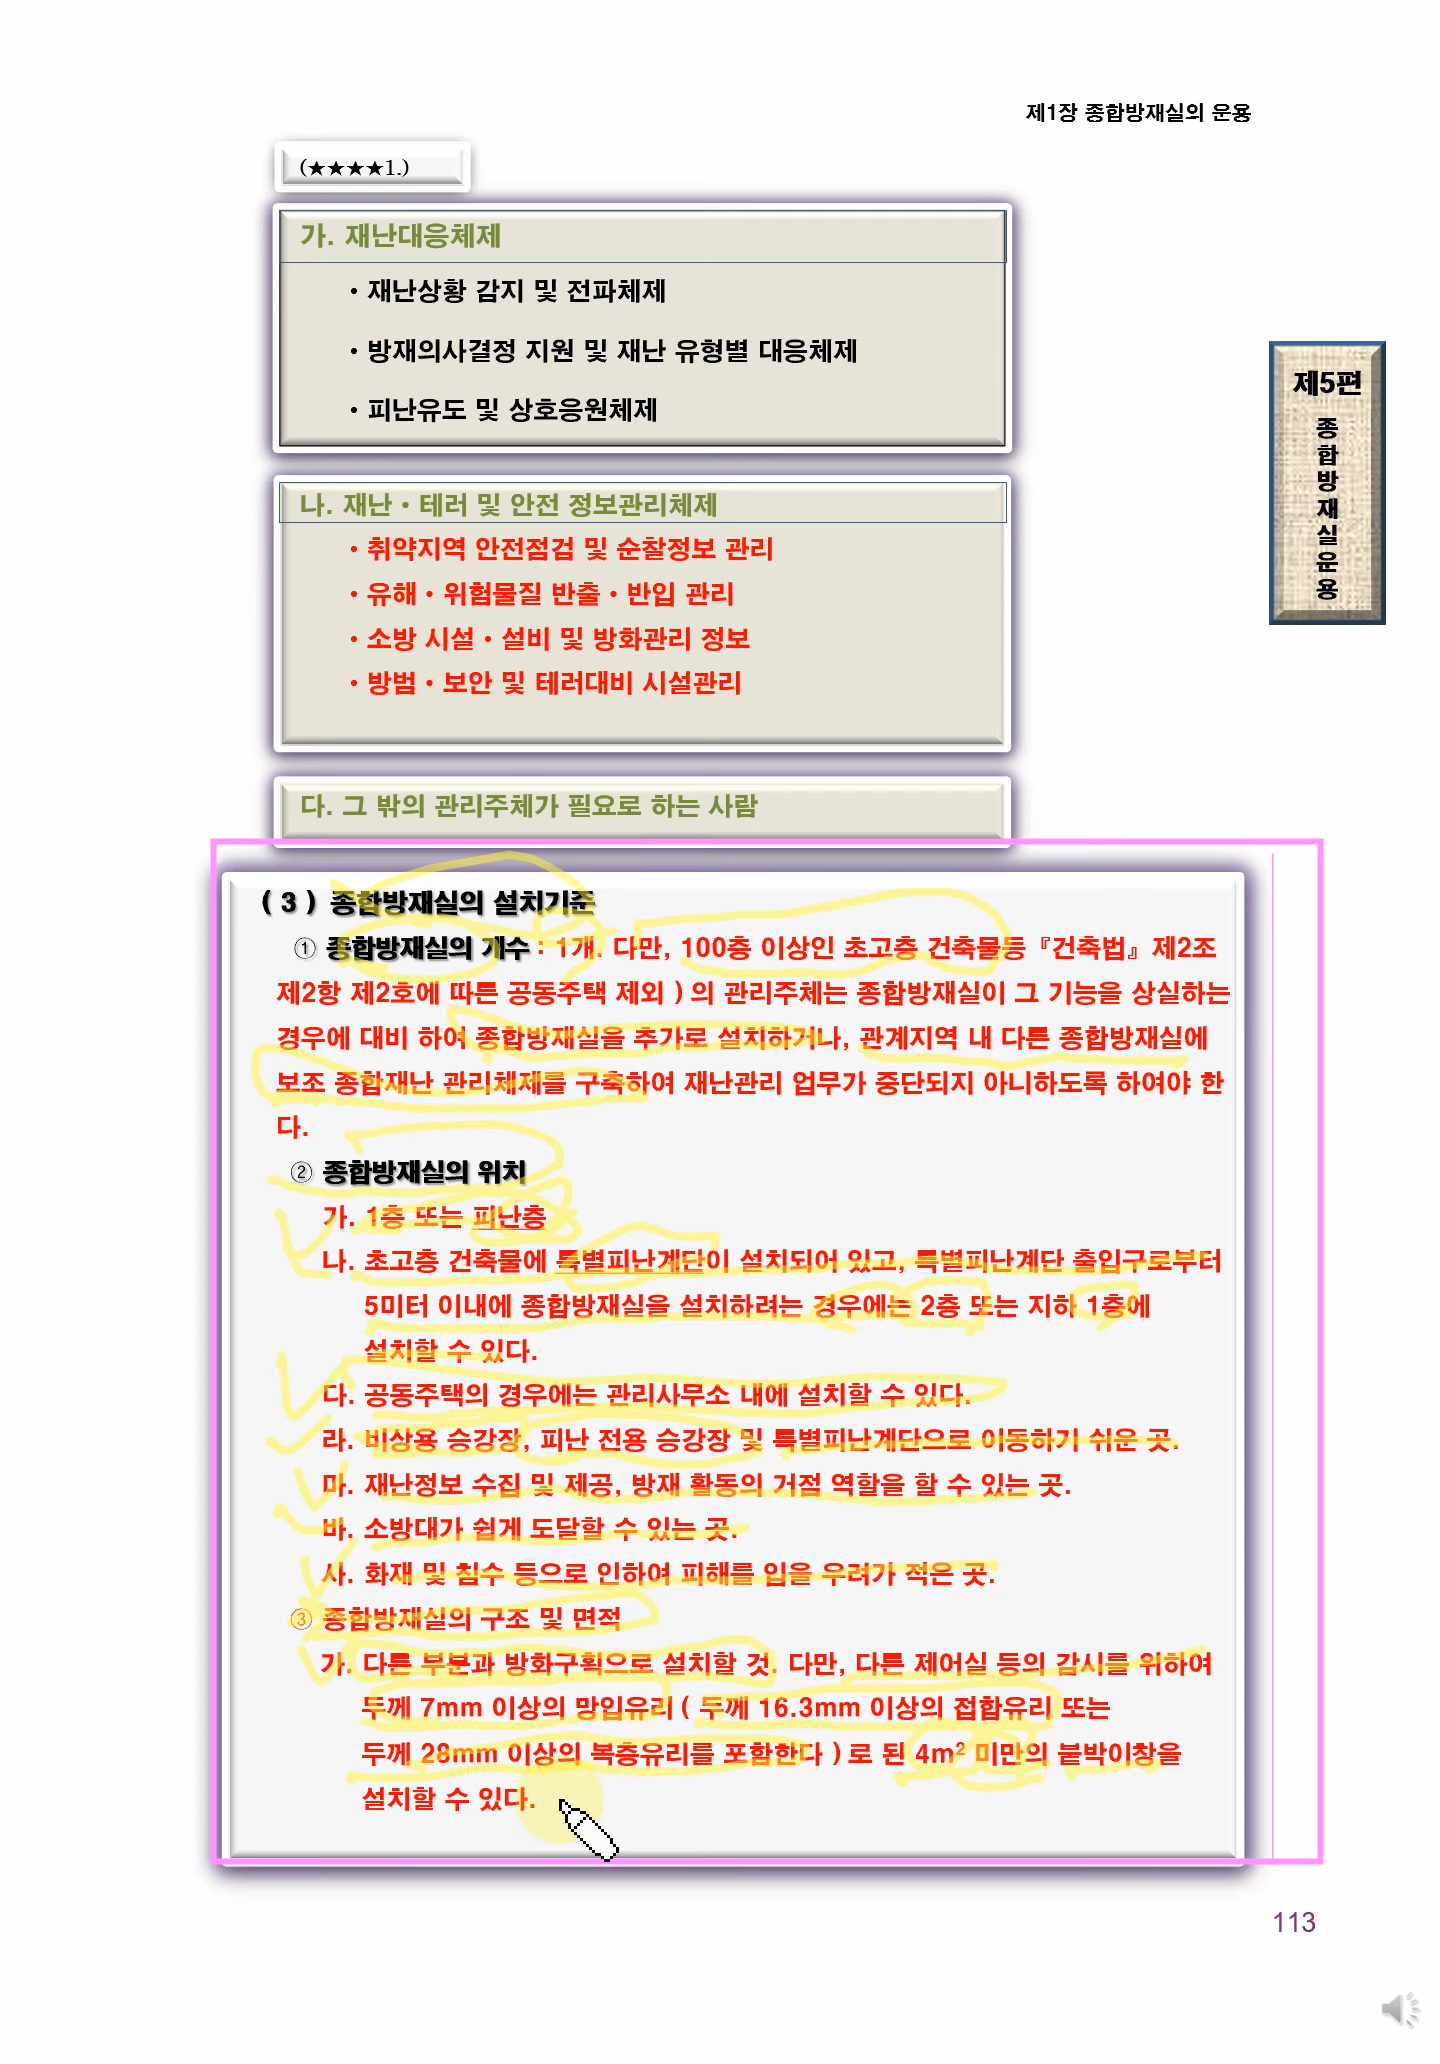 제1장 종합방재실의 운용
(★★★★1.)
가. 재난대응체제
• 재난상황 감지 및 전파체제
• 방재의사결정 지원 및 재난 유형별 대응체제
• 피난유도 및 상호응원체제
제5편
종합방재실운용
나. 재난 • 테러 및 안전 정보관리체제
• 취약지역 안전점검 및 순찰정보 관리
• 유해 • 위험물질 반출 • 반입 관리
• 소방 시설 • 설비 및 방화관리 정보
• 방범 • 보안 및 테러대비 시설관리
다. 그 밖의 관리주체가 필요로 하는 사람
( 3 ) 종합방재실의 설치기준
① 종합방재실의 개수 : 1개. 다만, 100층 이상인 초고층 건축물등『건축법』제2조
제2항 제2호에 따른 공동주택 제외 ) 의 관리주체는 종합방재실이 그 기능을 상실하는
경우에 대비 하여 종합방재실을 추가로 설치하거나, 관계지역 내 다른 종합방재실에
보조 종합재난 관리체제를 구축하여 재난관리 업무가 중단되지 아니하도록 하여야 한
다.
② 종합방재실의 위치
가. 1층 또는 피난층
나. 초고층 건축물에 특별피난계단이 설치되어 있고, 특별피난계단 출입구로부터
5미터 이내에 종합방재실을 설치하려는 경우에는 2층 또는 지하 1층에
설치할 수 있다.
다. 공동주택의 경우에는 관리사무소 내에 설치할 수 있다.
라. 비상용 승강장, 피난 전용 승강장 및 특별피난계단으로 이동하기 쉬운 곳.
마. 재난정보 수집 및 제공, 방재 활동의 거점 역할을 할 수 있는 곳.
바. 소방대가 쉽게 도달할 수 있는 곳.
사. 화재 및 침수 등으로 인하여 피해를 입을 우려가 적은 곳.
③ 종합방재실의 구조 및 면적
가. 다른 부분과 방화구획으로 설치할 것. 다만, 다른 제어실 등의 감시를 위하여
두께 7mm 이상의 망입유리 ( 두께 16.3mm 이상의 접합유리 또는
두께 28mm 이상의 복층유리를 포함한다 ) 로 된 4m² 미만의 붙박이창을
설치할 수 있다.
113